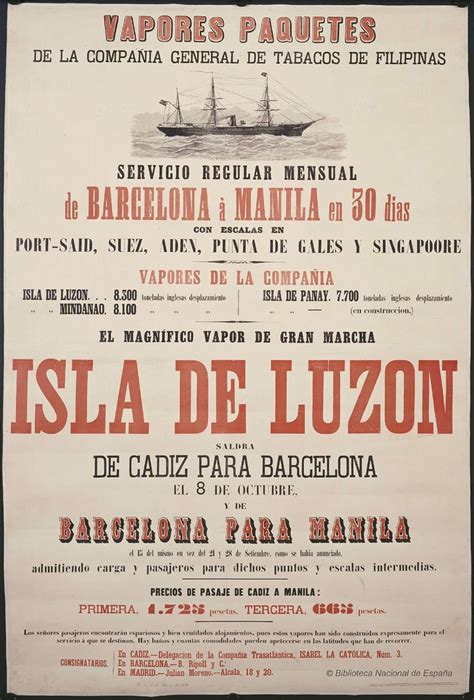 VAPORES PAQUETES
DE LA COMPAÑIA GENERAL DE TABACOS DE FILIPINAS
SERVICIO REGULAR MENSUAL
de BARCELONA à MANILA en 30 dias
CON ESCALAS EN
PORT-SAID, SUEZ, ADEN, PUNTA DE GALES Y SINGAPOORE
VAPORES DE LA COMPAÑIA
ISLA DE LUZON. . . 8.300 toneladas inglesas desplazamiento
„ „ MINDANAO. 8.100 „ „ „
ISLA DE PANAY. 7.700 toneladas inglesas desplazamiento
„ „ — (en construccion.)
EL MAGNÍFICO VAPOR DE GRAN MARCHA
ISLA DE LUZON
SALDRA
DE CADIZ PARA BARCELONA
EL 8 DE OCTUBRE,
Y DE
BARCELONA PARA MANILA
el 15 del mismo en vez del 21 y 28 de Setiembre, como se habia anunciado,
admitiendo carga y pasajeros para dichos puntos y escalas intermedias.
PRECIOS DE PASAJE DE CADIZ A MANILA:
PRIMERA, 1.725 pesetas. TERCERA, 665 pesetas.
Los señores pasajeros encontrarán espaciosos y bien ventilados alojamientos, pues estos vapores han sido construidos expresamente para el
servicio á que se destinan. Hay baños y cuantas comodidades pueden apetecerse en las latitudes que han de recorrer.
CONSIGNATARIOS.
En CADIZ.—Delegacion de la Compañia Trasatlántica, ISABEL LA CATOLICA, Núm. 3.
En BARCELONA.—B. Ripoll y C.ª
En MADRID.—Julian Moreno.—Alcalá, 18 y 20.
© Biblioteca Nacional de España